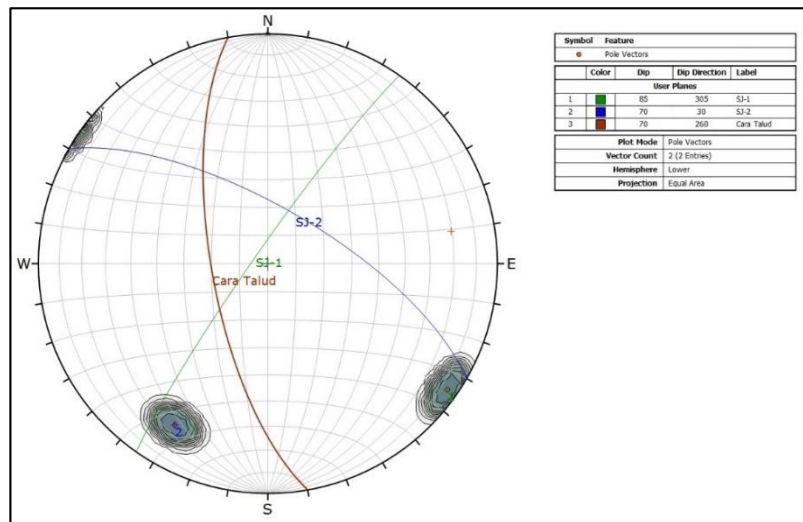 N
Symbol Feature
Pole Vectors
Color Dip Dip Direction Label
User Planes
1 85 305 SJ-1
2 70 30 SJ-2
3 70 260 Cara Talud
Plot Mode Pole Vectors
Vector Count 2 (2 Entries)
Hemisphere Lower
Projection Equal Area
SJ-2
W SJ-1 E
Cara Talud
2
S